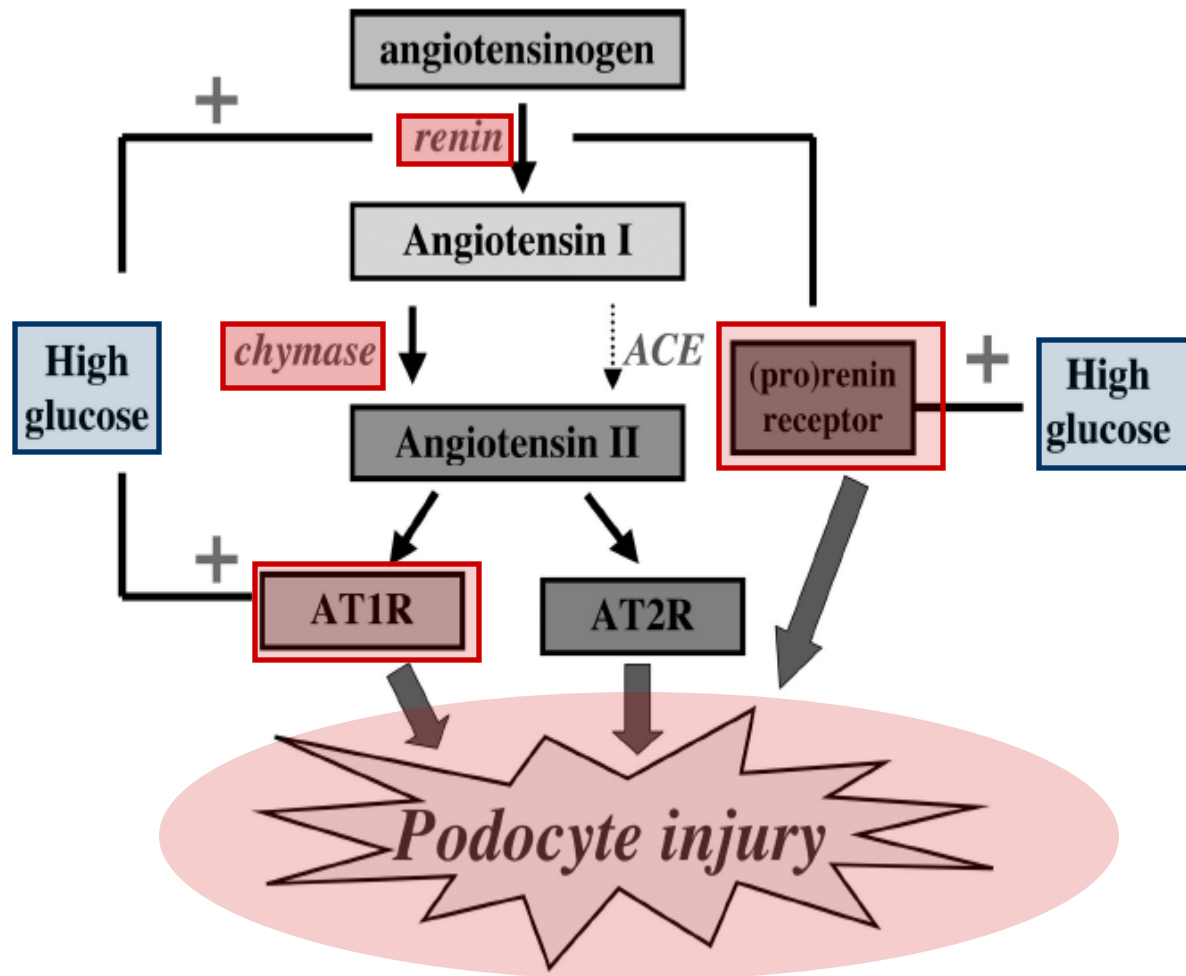 angiotensinogen
+
renin
Angiotensin I
chymase
ACE
High
glucose
(pro)renin
receptor
+
High
glucose
Angiotensin II
+
AT1R
AT2R
Podocyte injury